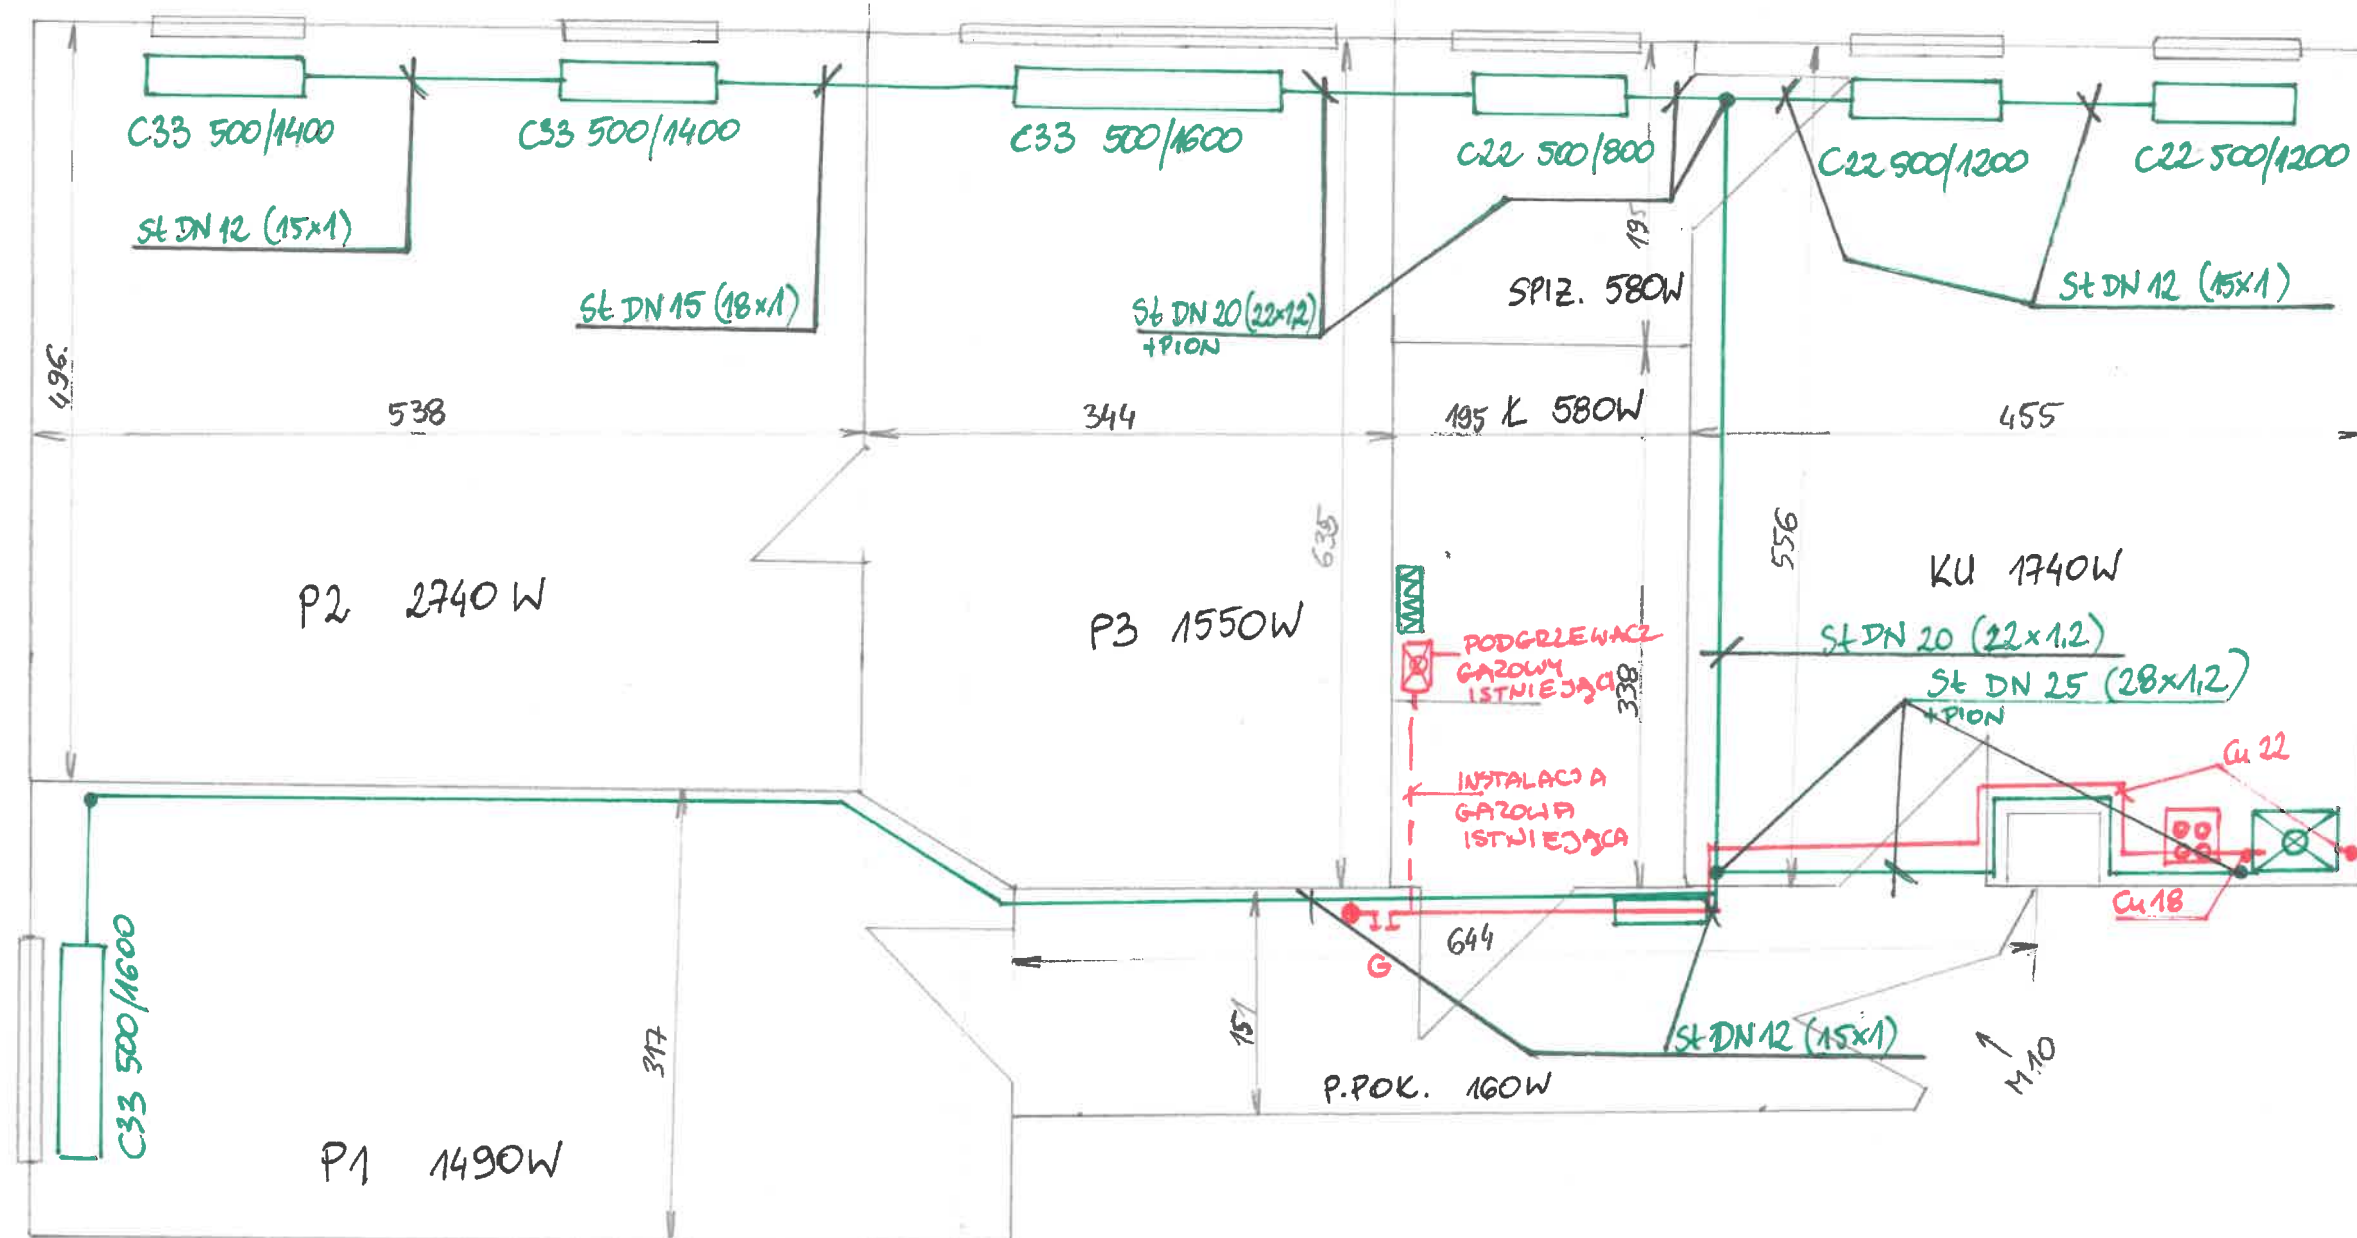 C33 500/1400
C33 500/1400
C33 500/1600
C22 500/800
C22 500/1200
C22 500/1200
St DN 12 (15x1)
St DN 15 (18x1)
St DN 20 (22x1,2)
+PION
195
SPIŻ. 580W
St DN 12 (15x1)
496.
538
344
195
Ł 580W
455
635
556
P2 2740 W
P3 1550W
KU 1740W
PODGRZEWACZ
GAZOWY
ISTNIEJĄCY
338
St DN 20 (22x1,2)
St DN 25 (28x1,2)
+PION
Cu 22
INSTALACJA
GAZOWA
ISTNIEJĄCA
Cu 18
644
G
C33 500/1600
317
151
St DN 12 (15x1)
M.10
P.POK. 160W
P1 1490W